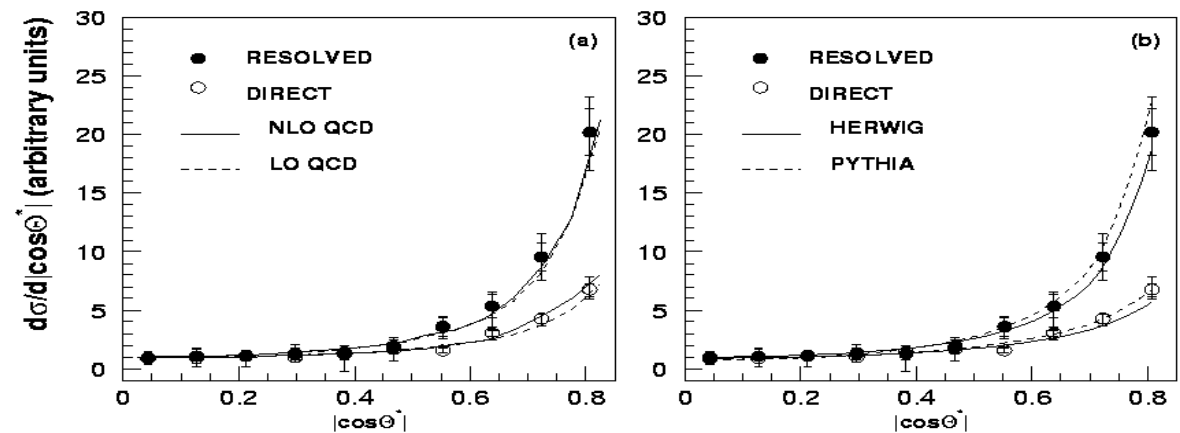 dσ/d|cosΘ*| (arbitrary units)
30
25
20
15
10
5
0
(a)
RESOLVED
DIRECT
NLO QCD
LO QCD
0
0.2
0.4
0.6
0.8
|cosΘ*|
30
25
20
15
10
5
0
(b)
RESOLVED
DIRECT
HERWIG
PYTHIA
0
0.2
0.4
0.6
0.8
|cosΘ*|